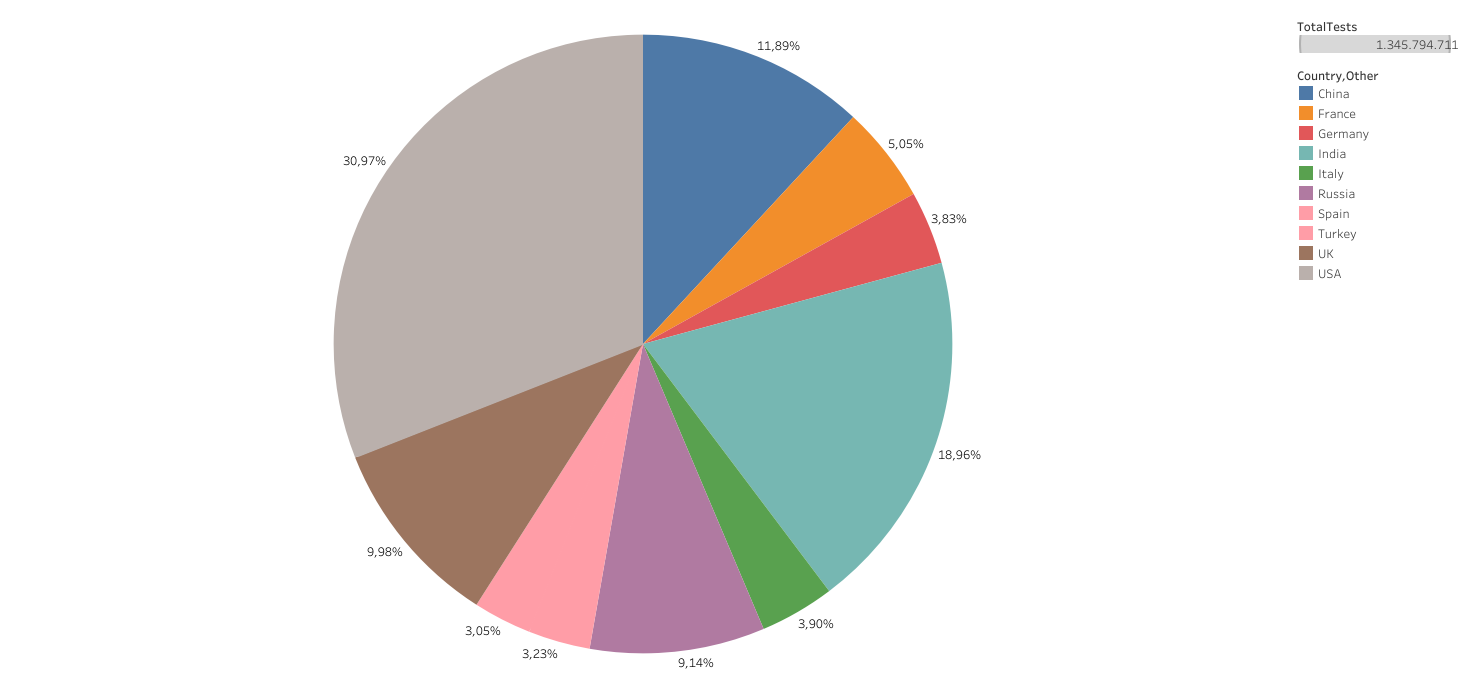 11,89%
5,05%
3,83%
18,96%
3,90%
9,14%
3,23%
3,05%
9,98%
30,97%
TotalTests
1.345.794.711
Country,Other
China
France
Germany
India
Italy
Russia
Spain
Turkey
UK
USA